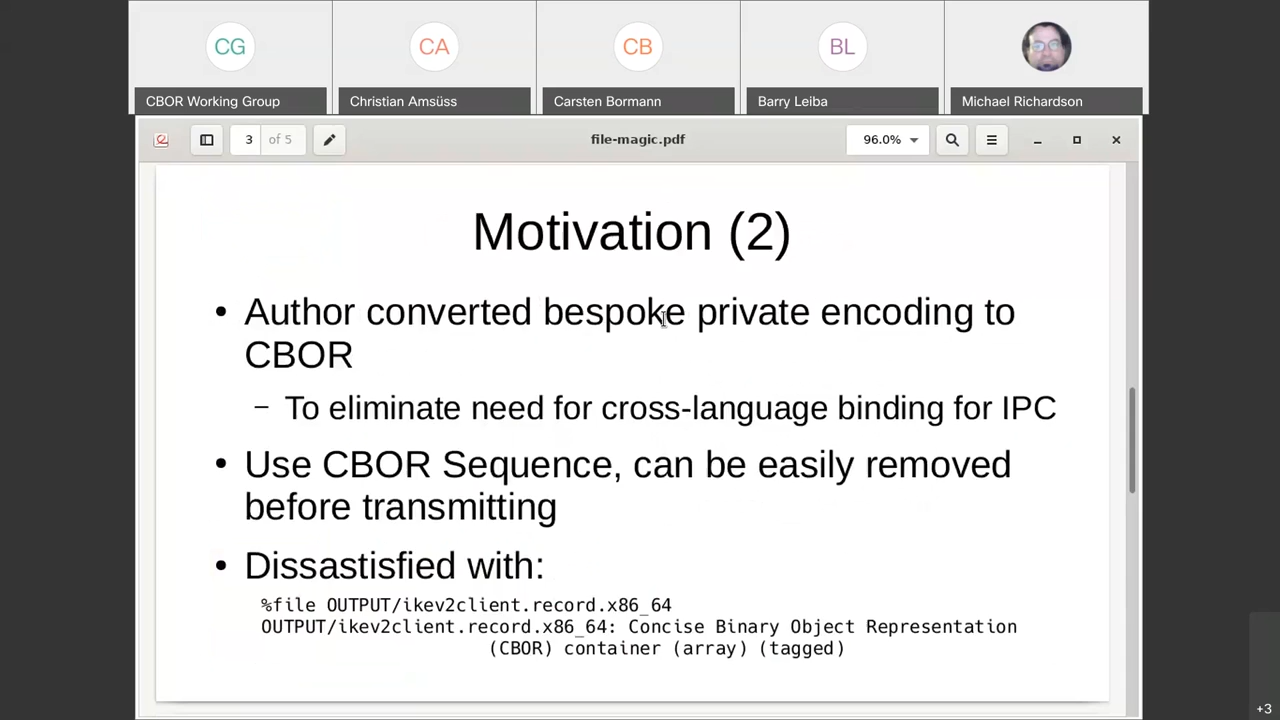 CG
CA
CB
BL
CBOR Working Group
Christian Amsüss
Carsten Bormann
Barry Leiba
Michael Richardson
3 of 5
file-magic.pdf
96.0%
Motivation (2)
• Author converted bespoke private encoding to
CBOR
– To eliminate need for cross-language binding for IPC
• Use CBOR Sequence, can be easily removed
before transmitting
• Dissastisfied with:
%file OUTPUT/ikev2client.record.x86_64
OUTPUT/ikev2client.record.x86_64: Concise Binary Object Representation
(CBOR) container (array) (tagged)
+3